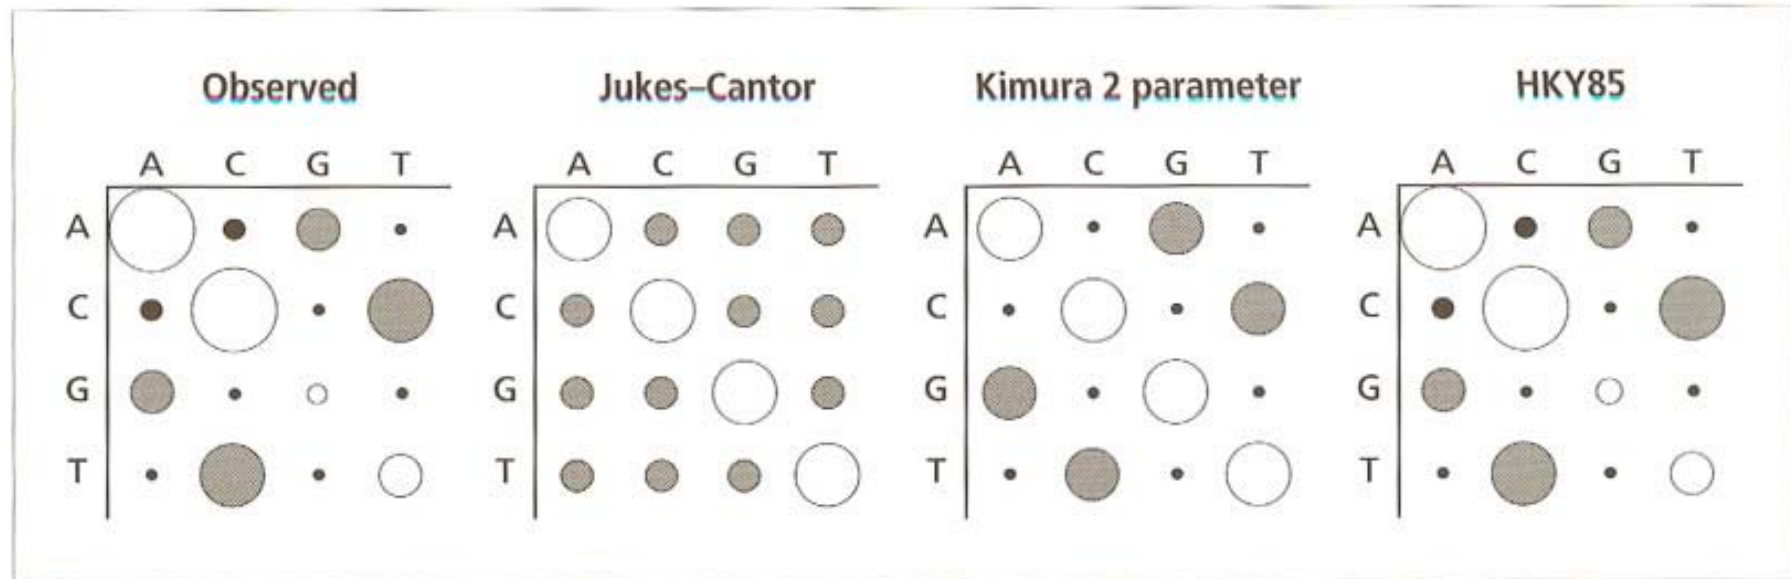 Observed Jukes–Cantor Kimura 2 parameter HKY85
A C G T A C G T A C G T A C G T
A A A A
C C C C
G G G G
T T T T